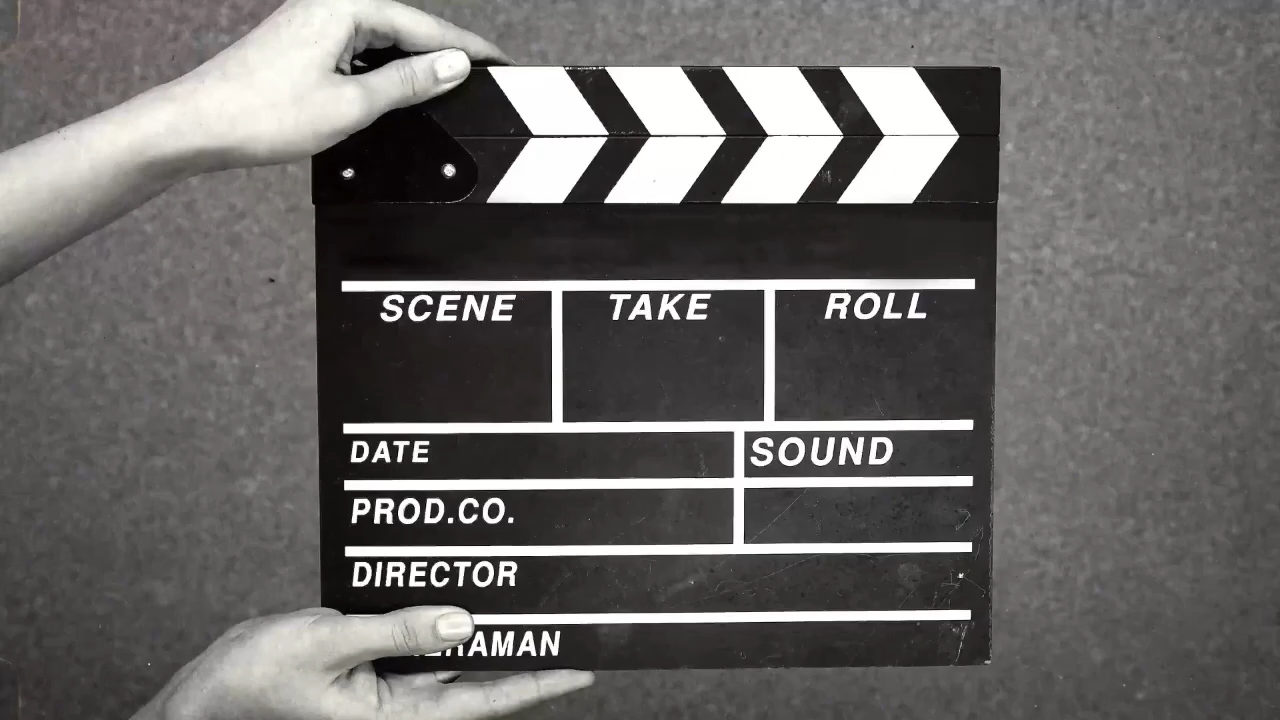 SCENE TAKE ROLL
DATE SOUND
PROD.CO.
DIRECTOR